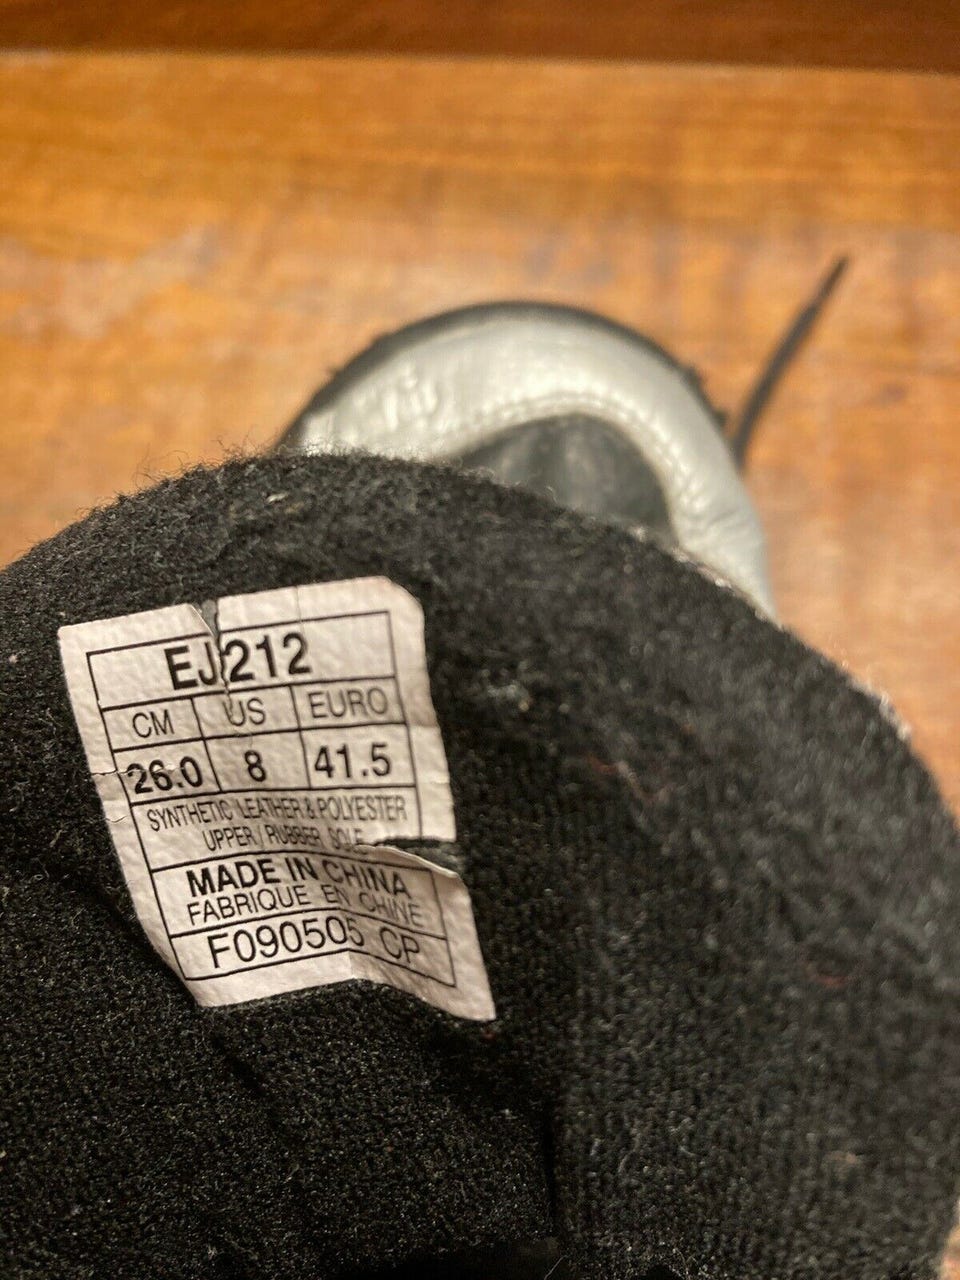 EJ212
CM US EURO
26.0 8 41.5
SYNTHETIC LEATHER & POLYESTER
UPPER / RUBBER SOLE
MADE IN CHINA
FABRIQUE EN CHINE
F090505 CP